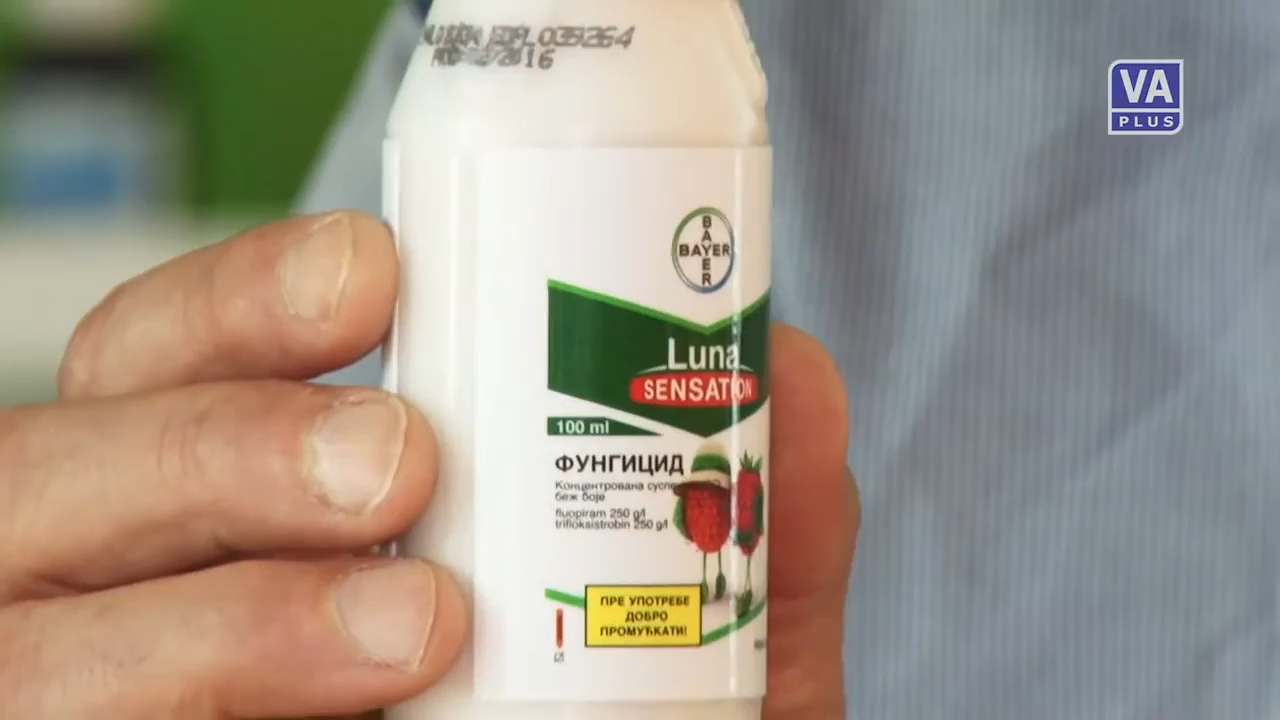 VA
PLUS
BAYER
BAYER
Luna
SENSATION
100 ml
ФУНГИЦИД
Концентрована
беж боје
fluopiram 250 g/l
trifloksistrobin 250 g/l
ПРЕ УПОТРЕБЕ
ДОБРО
ПРОМУЋКАТИ!